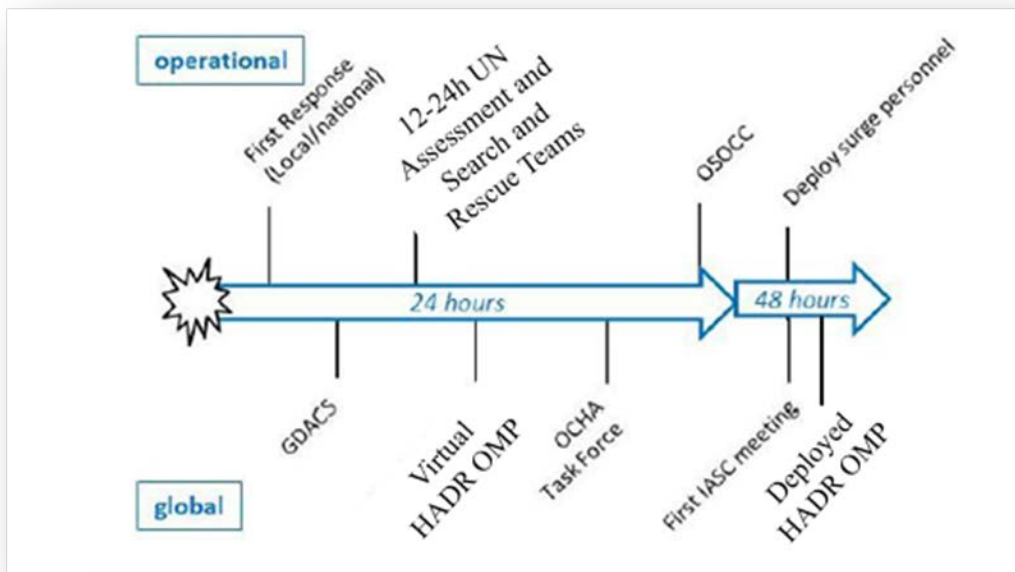 operational
First Response
(Local/national)
12-24h UN
Assessment and
Search and
Rescue Teams
OSOCC
Deploy surge personnel
24 hours
48 hours
GDACS
Virtual
HADR OMP
OCHA
Task Force
First IASC meeting
Deployed
HADR OMP
global